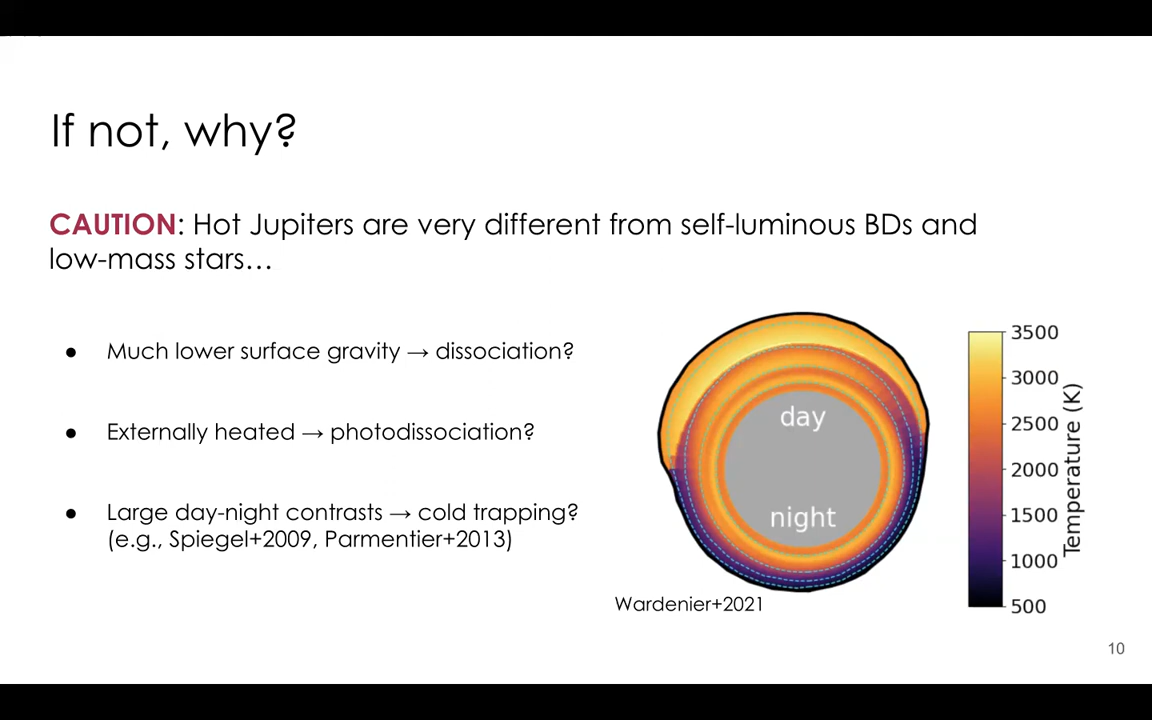 If not, why?
CAUTION: Hot Jupiters are very different from self-luminous BDs and
low-mass stars…
● Much lower surface gravity → dissociation?
● Externally heated → photodissociation?
● Large day-night contrasts → cold trapping?
(e.g., Spiegel+2009, Parmentier+2013)
day
night
Wardenier+2021
3500
3000
2500
2000
1500
1000
500
Temperature (K)
10